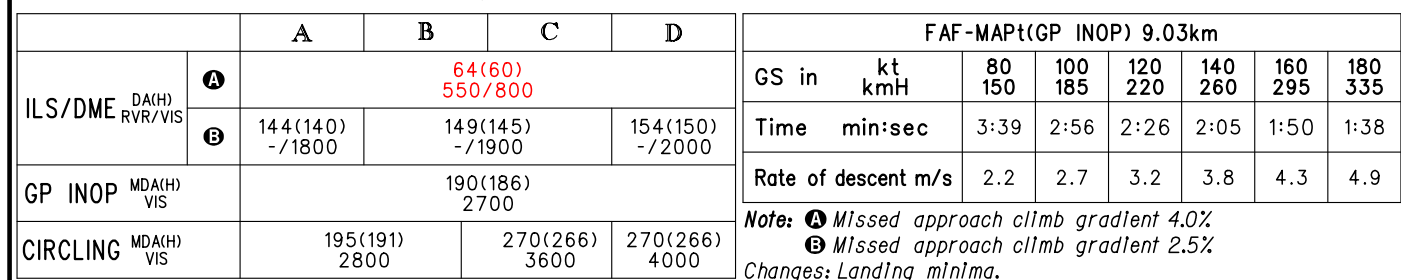 A B C D
ILS/DME DA(H) RVR/VIS
Ⓐ 64(60) 550/800
Ⓑ 144(140) -/1800 149(145) -/1900 154(150) -/2000
GP INOP MDA(H) VIS 190(186) 2700
CIRCLING MDA(H) VIS 195(191) 2800 270(266) 3600 270(266) 4000
FAF-MAPt(GP INOP) 9.03km
GS in kt 80 100 120 140 160 180
kmH 150 185 220 260 295 335
Time min:sec 3:39 2:56 2:26 2:05 1:50 1:38
Rate of descent m/s 2.2 2.7 3.2 3.8 4.3 4.9
Note: Ⓐ Missed approach climb gradient 4.0%
Ⓑ Missed approach climb gradient 2.5%
Changes: Landing minima.